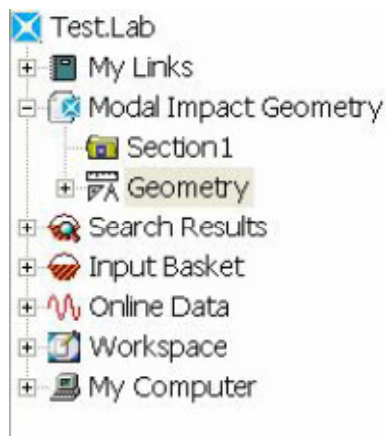 Test.Lab
My Links
Modal Impact Geometry
Section1
Geometry
Search Results
Input Basket
Online Data
Workspace
My Computer